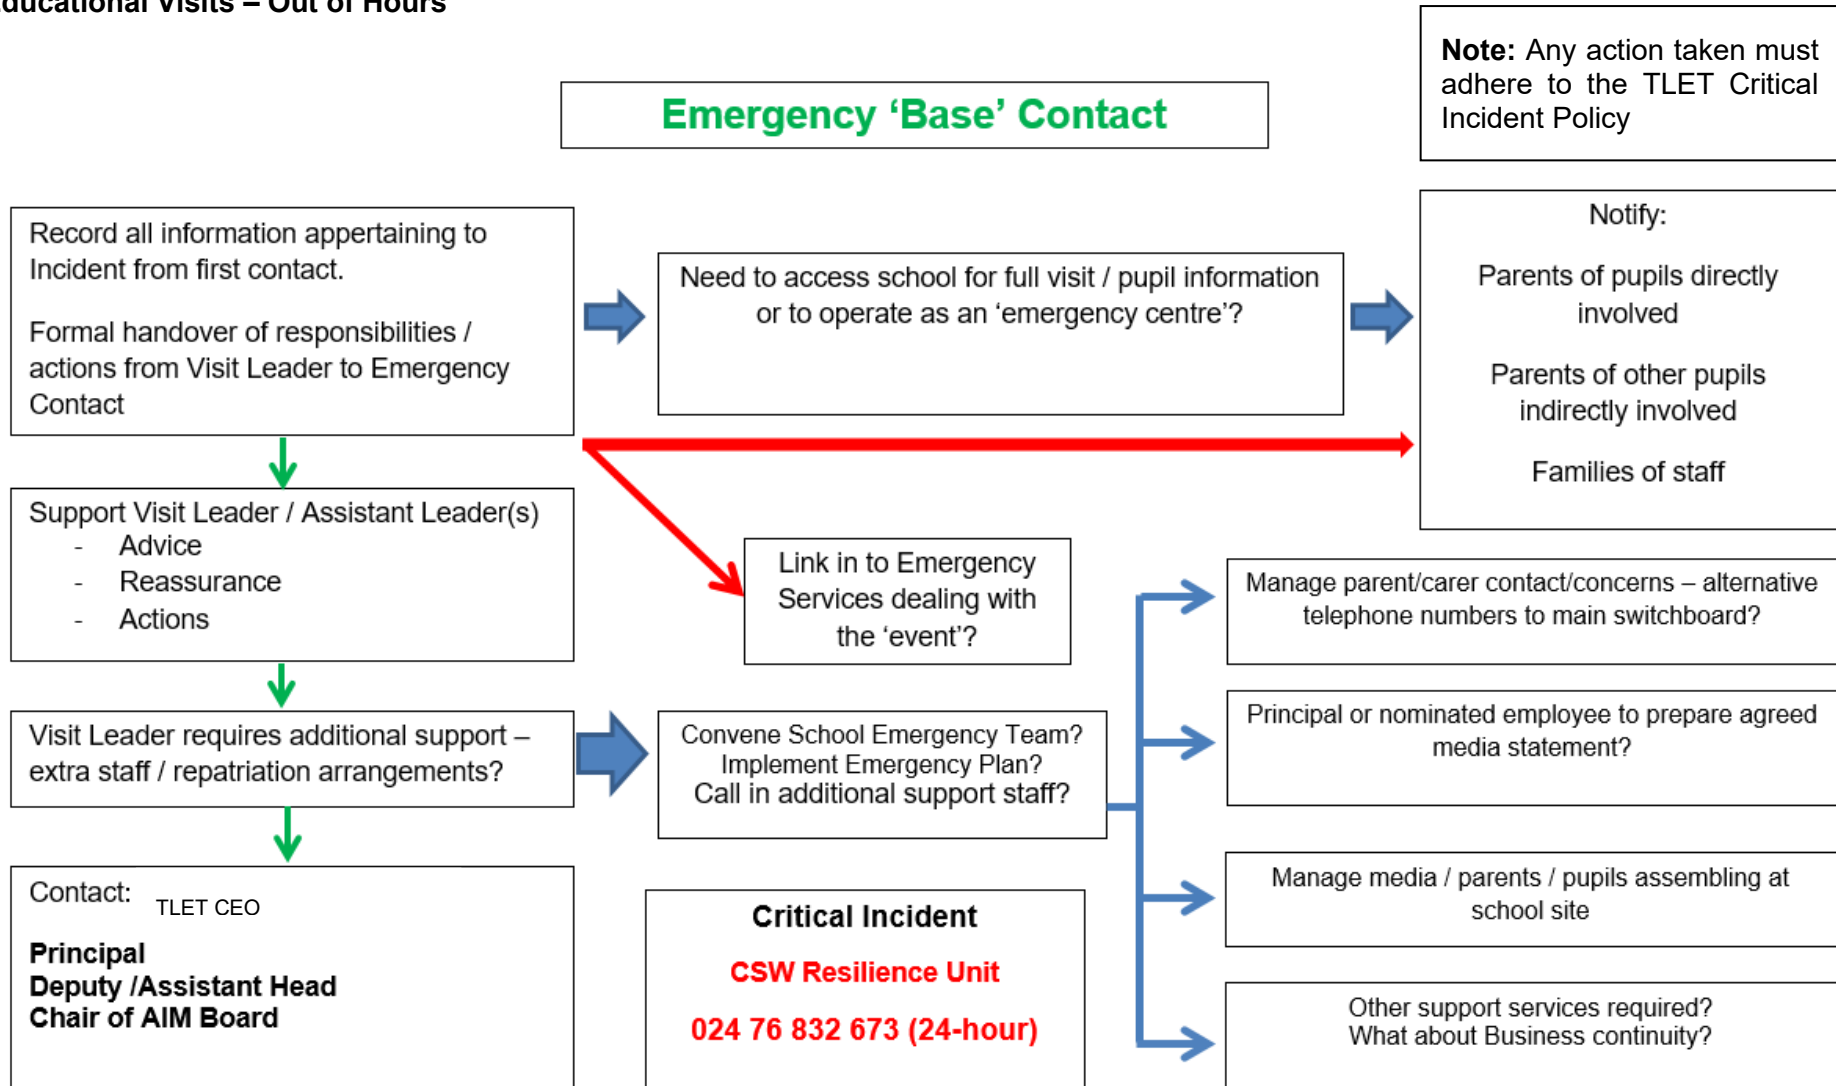 Educational Visits – Out of Hours
Note: Any action taken must
adhere to the TLET Critical
Incident Policy
Emergency ‘Base’ Contact
Record all information appertaining to
Incident from first contact.
Formal handover of responsibilities /
actions from Visit Leader to Emergency
Contact
Need to access school for full visit / pupil information
or to operate as an ‘emergency centre’?
Notify:
Parents of pupils directly
involved
Parents of other pupils
indirectly involved
Families of staff
Support Visit Leader / Assistant Leader(s)
- Advice
- Reassurance
- Actions
Link in to Emergency
Services dealing with
the ‘event’?
Visit Leader requires additional support –
extra staff / repatriation arrangements?
Convene School Emergency Team?
Implement Emergency Plan?
Call in additional support staff?
Manage parent/carer contact/concerns – alternative
telephone numbers to main switchboard?
Principal or nominated employee to prepare agreed
media statement?
Manage media / parents / pupils assembling at
school site
Other support services required?
What about Business continuity?
Contact: TLET CEO
Principal
Deputy /Assistant Head
Chair of AIM Board
Critical Incident
CSW Resilience Unit
024 76 832 673 (24-hour)